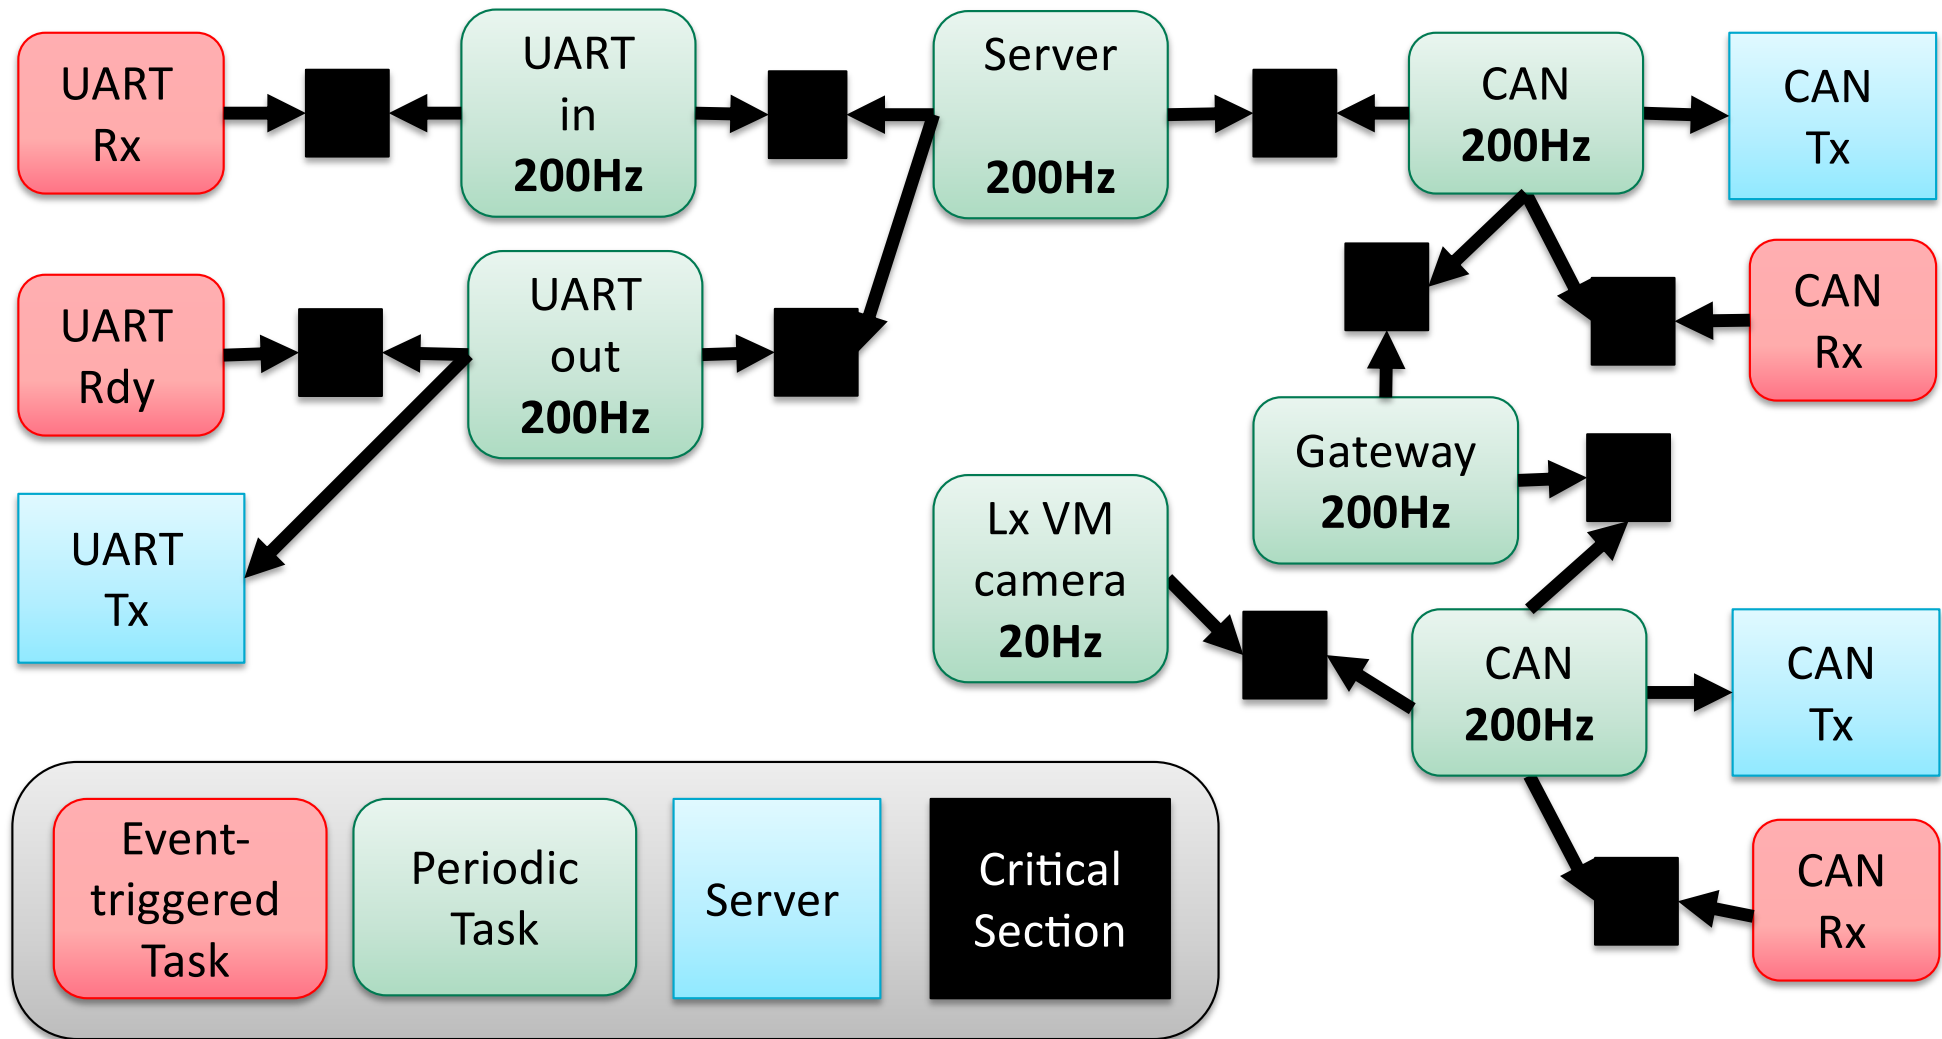 UART
Rx
UART
in
200Hz
Server
200Hz
CAN
200Hz
CAN
Tx
UART
Rdy
UART
out
200Hz
CAN
Rx
Gateway
200Hz
UART
Tx
Lx VM
camera
20Hz
CAN
200Hz
CAN
Tx
Event-
triggered
Task
Periodic
Task
Server
Critical
Section
CAN
Rx